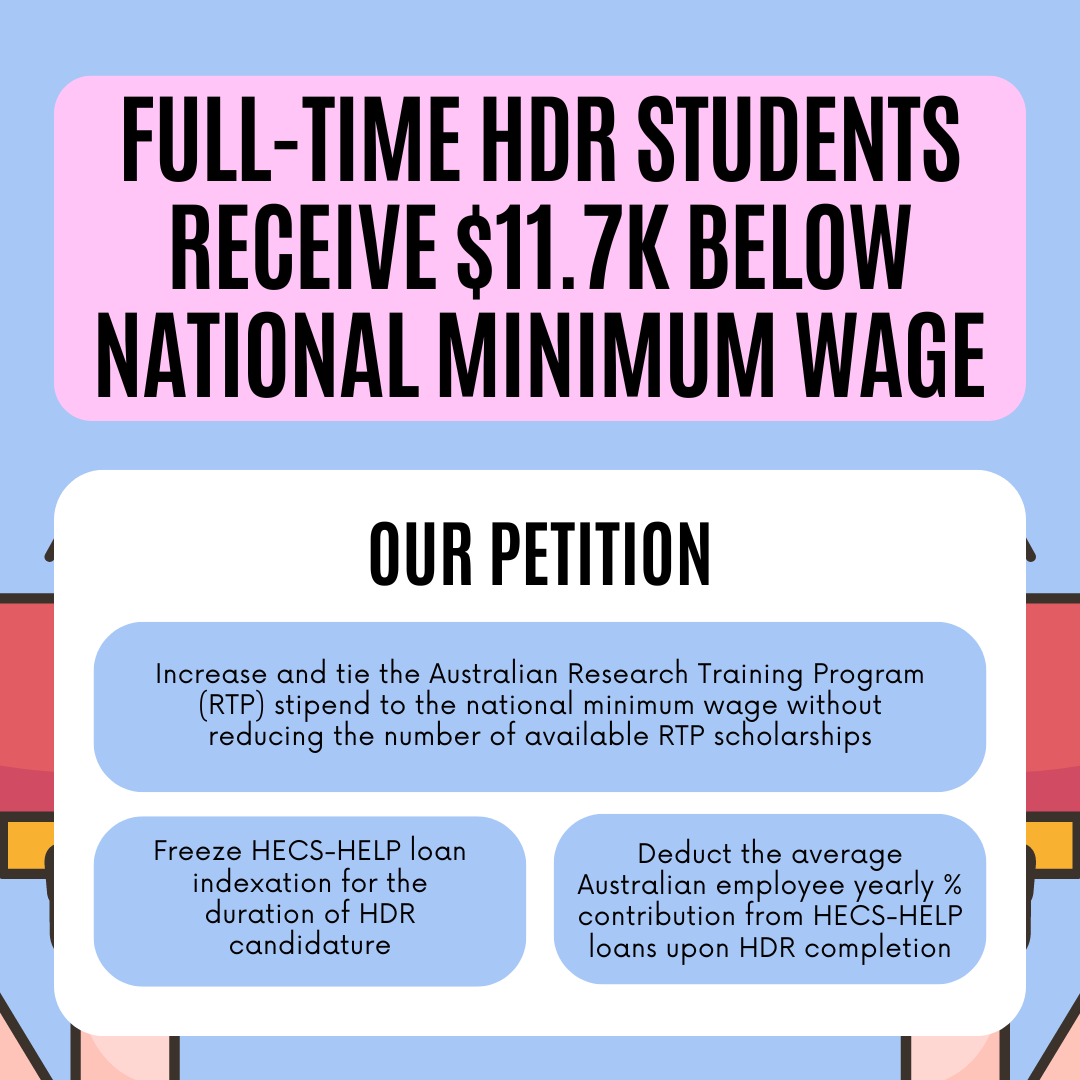 FULL-TIME HDR STUDENTS
RECEIVE $11.7K BELOW
NATIONAL MINIMUM WAGE
OUR PETITION
Increase and tie the Australian Research Training Program
(RTP) stipend to the national minimum wage without
reducing the number of available RTP scholarships
Freeze HECS-HELP loan
indexation for the
duration of HDR
candidature
Deduct the average
Australian employee yearly %
contribution from HECS-HELP
loans upon HDR completion